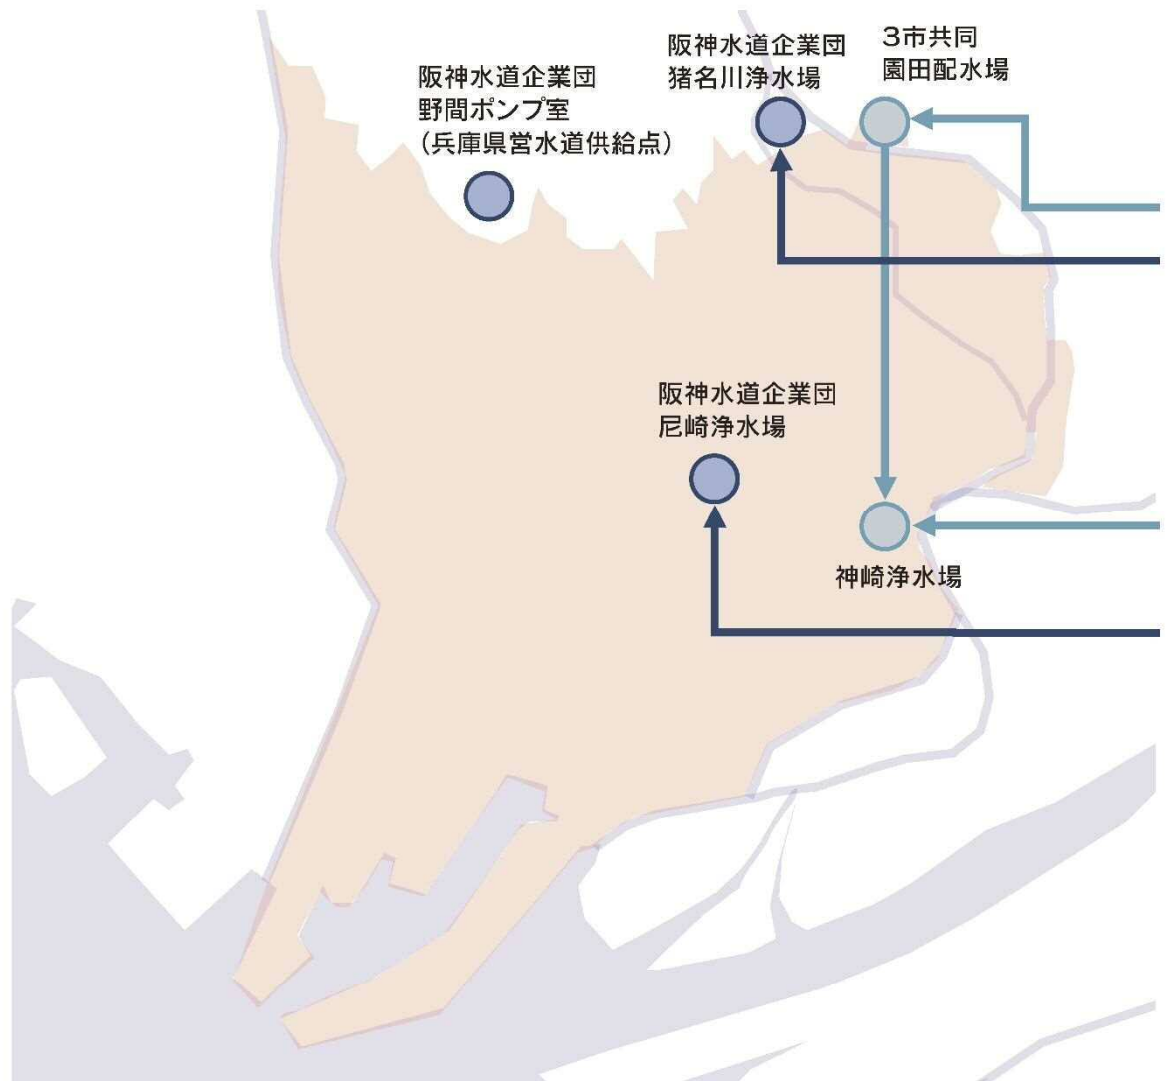 阪神水道企業団
野間ポンプ室
(兵庫県営水道供給点)
阪神水道企業団
猪名川浄水場
3市共同
園田配水場
阪神水道企業団
尼崎浄水場
神崎浄水場